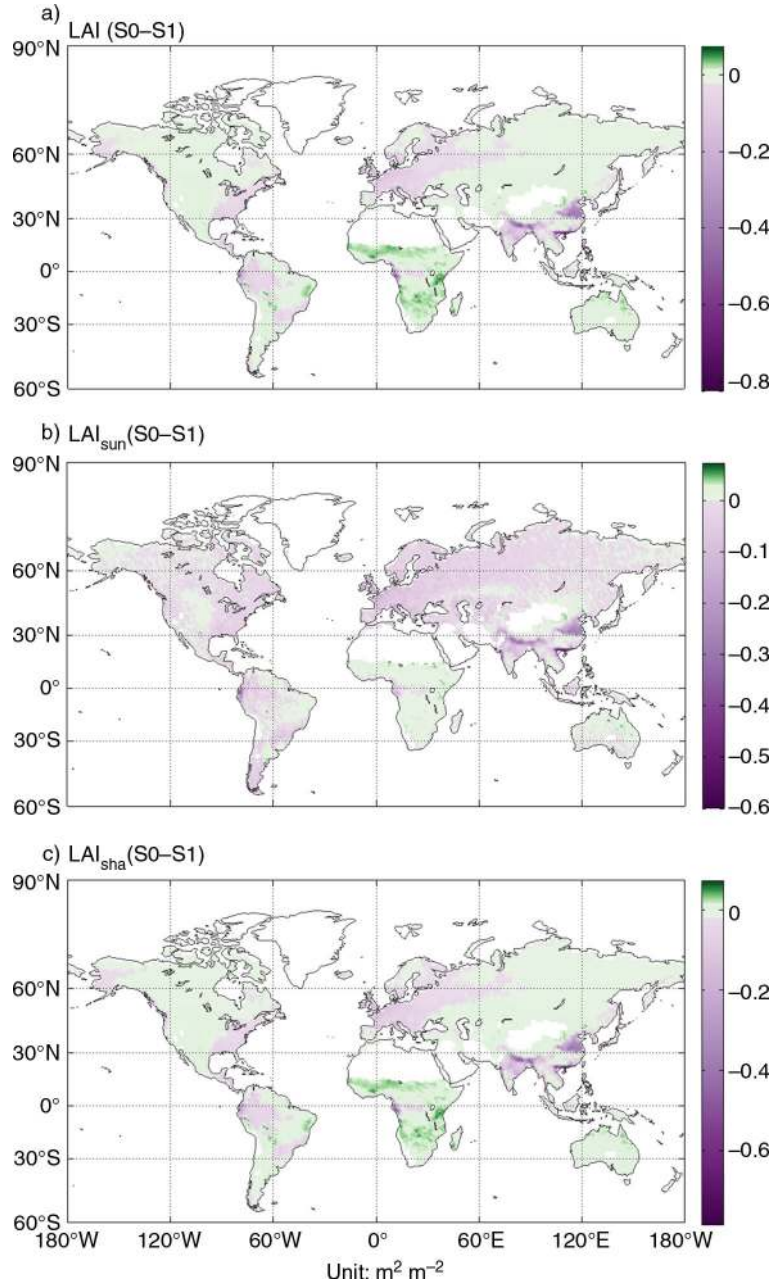 a) LAI (S0–S1)
90°N
60°N
30°N
0°
30°S
60°S
0
–0.2
–0.4
–0.6
–0.8
b) LAIsun(S0–S1)
90°N
60°N
30°N
0°
30°S
60°S
0
–0.1
–0.2
–0.3
–0.4
–0.5
–0.6
c) LAIsha(S0–S1)
90°N
60°N
30°N
0°
30°S
60°S
0
–0.2
–0.4
–0.6
180°W 120°W 60°W 0° 60°E 120°E 180°W
Unit: m² m⁻²